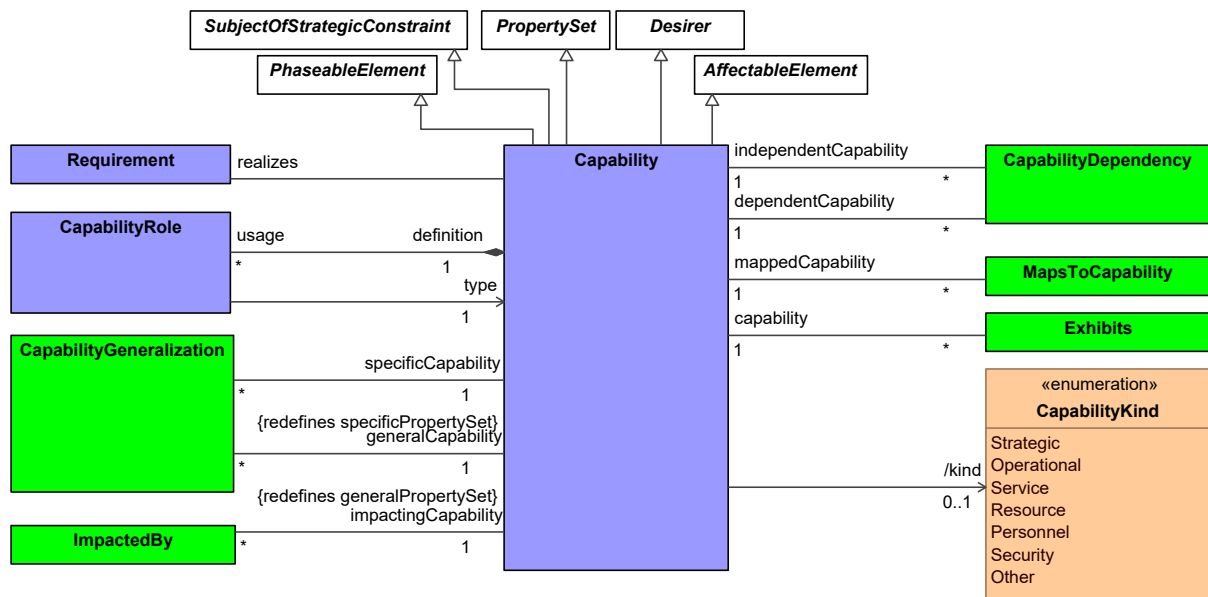 SubjectOfStrategicConstraint
PropertySet
Desirer
PhaseableElement
AffectableElement
Requirement
realizes
Capability
independentCapability
1
*
CapabilityDependency
dependentCapability
1
*
CapabilityRole
usage
definition
*
1
type
1
mappedCapability
1
*
MapsToCapability
capability
1
*
Exhibits
CapabilityGeneralization
specificCapability
*
1
{redefines specificPropertySet}
generalCapability
*
1
{redefines generalPropertySet}
impactingCapability
ImpactedBy
*
1
/kind
0..1
«enumeration»
CapabilityKind
Strategic
Operational
Service
Resource
Personnel
Security
Other